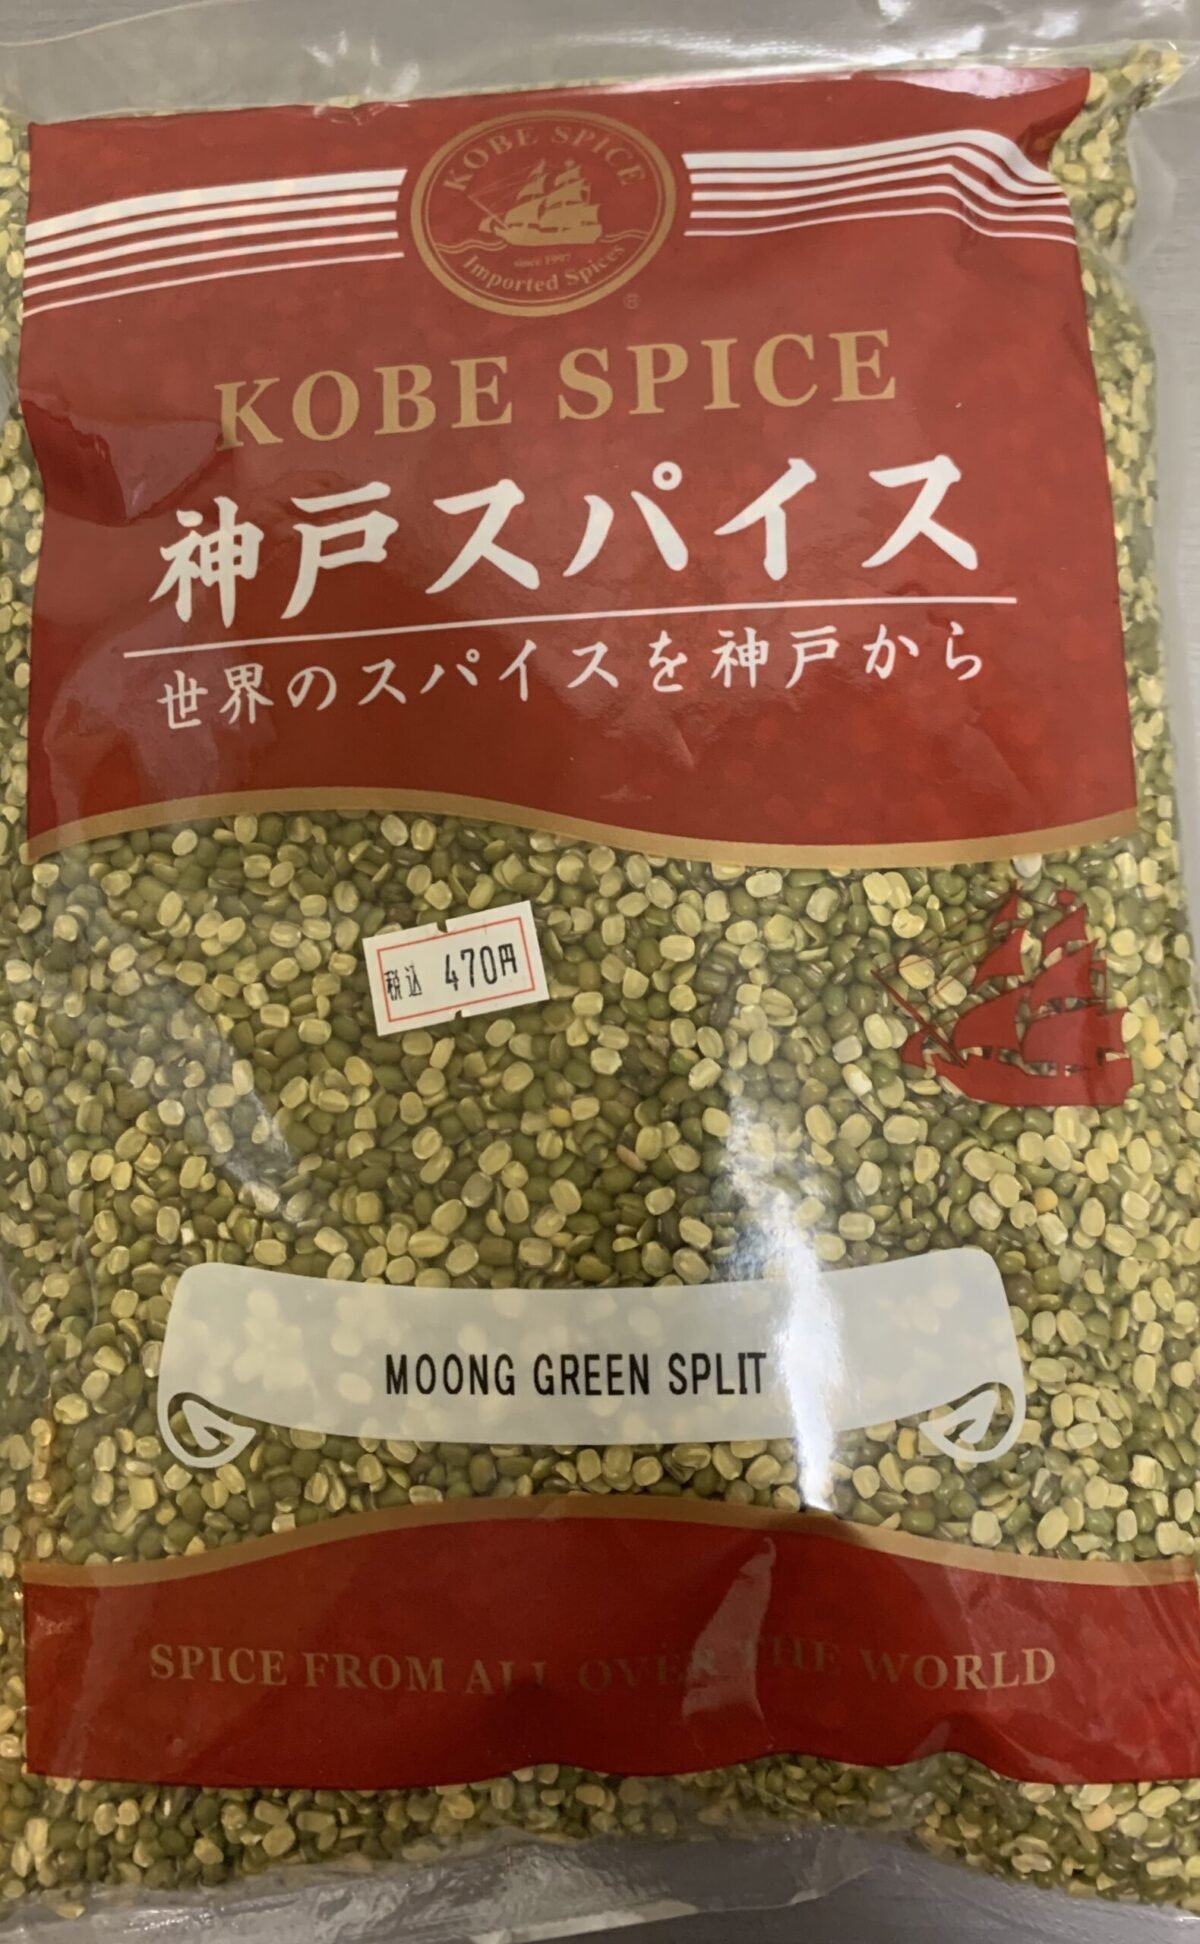 KOBE SPICE
since 1997
Imported Spices
®
KOBE SPICE
神戸スパイス
世界のスパイスを神戸から
税込 470円
MOONG GREEN SPLIT
SPICE FROM ALL OVER THE WORLD